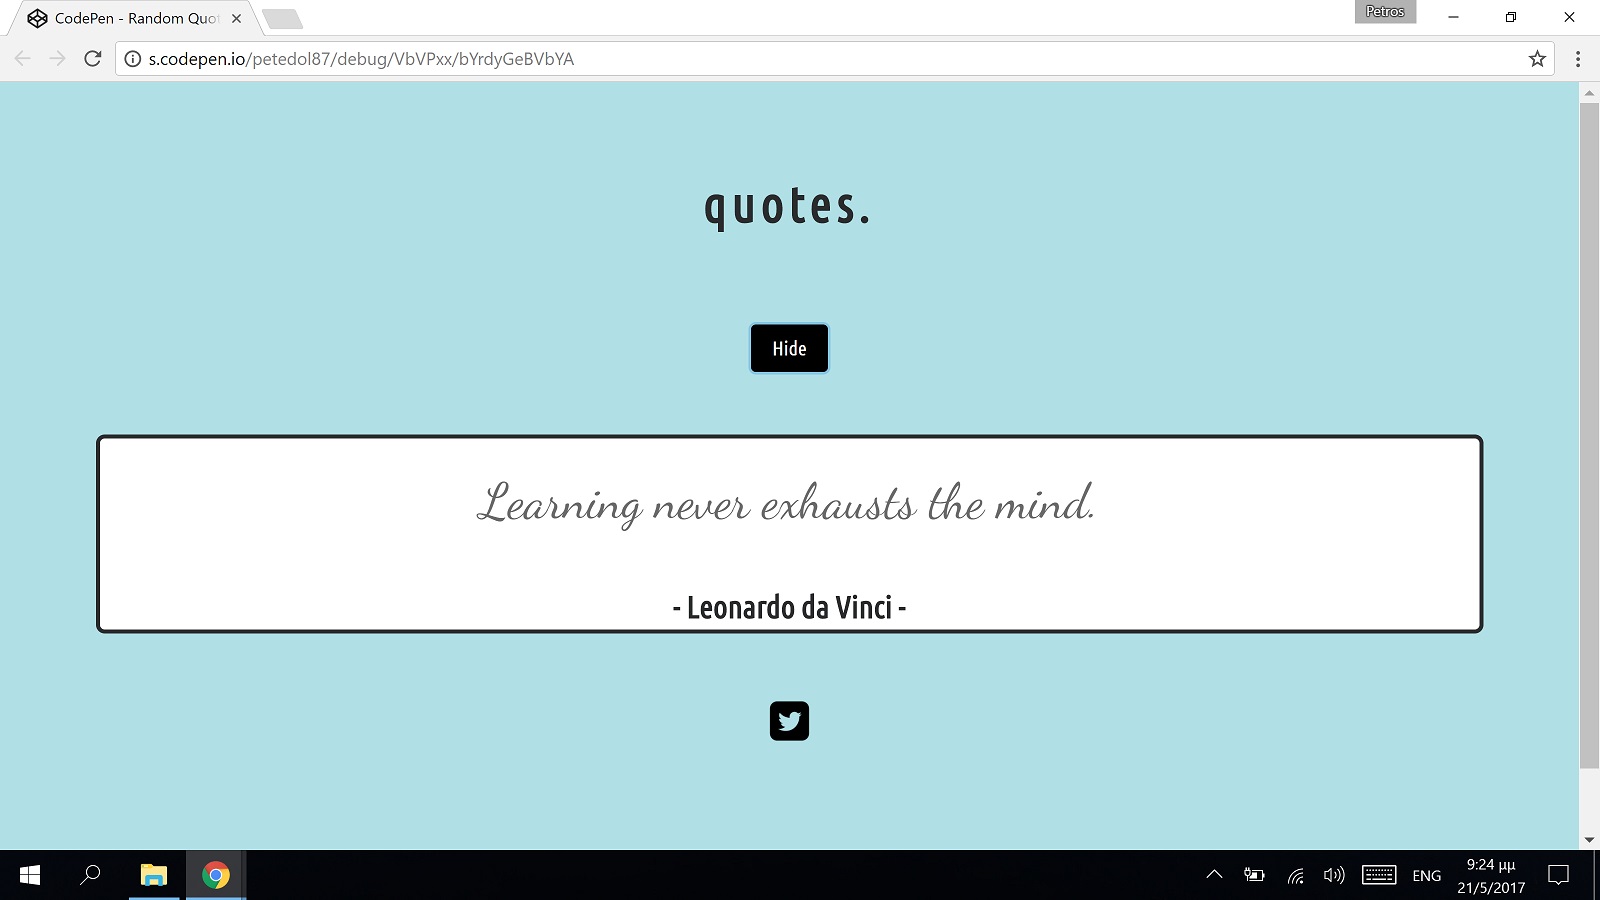 CodePen - Random Quo
Petros
s.codepen.io/petedol87/debug/VbVPxx/bYrdyGeBVbYA
quotes.
Hide
Learning never exhausts the mind.
- Leonardo da Vinci -
ENG
9:24 μμ
21/5/2017